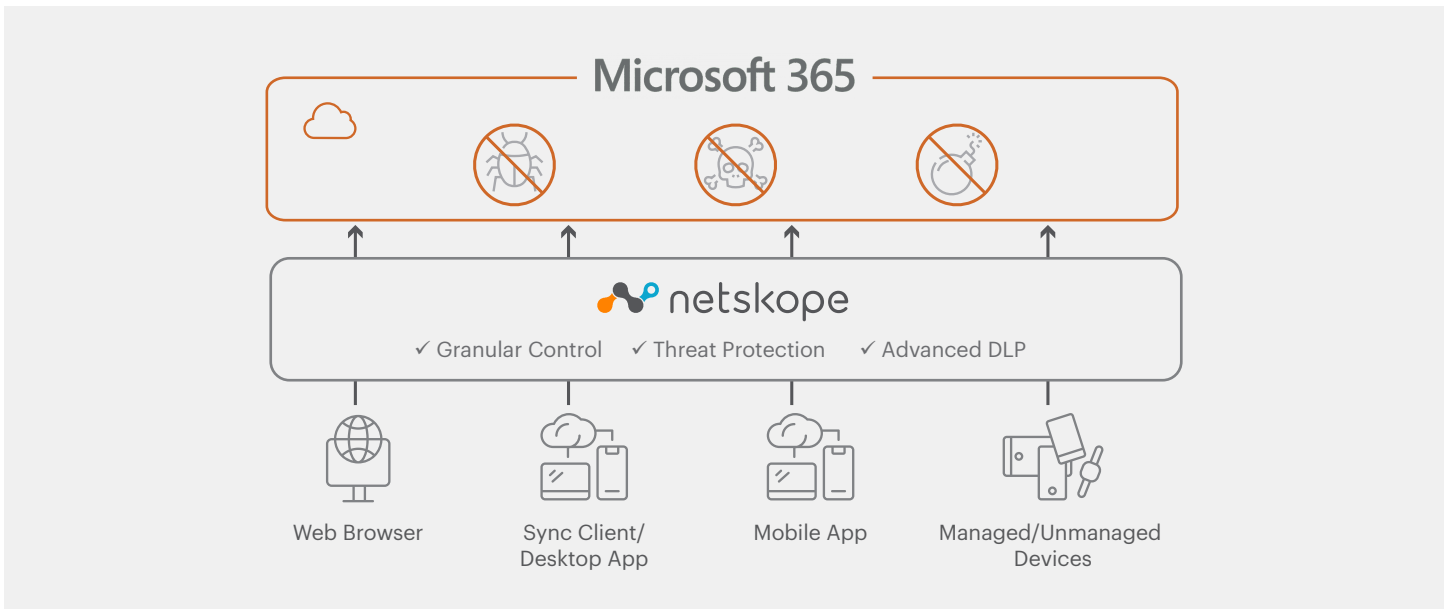 Microsoft 365
netskope
✓ Granular Control ✓ Threat Protection ✓ Advanced DLP
Web Browser
Sync Client/
Desktop App
Mobile App
Managed/Unmanaged
Devices